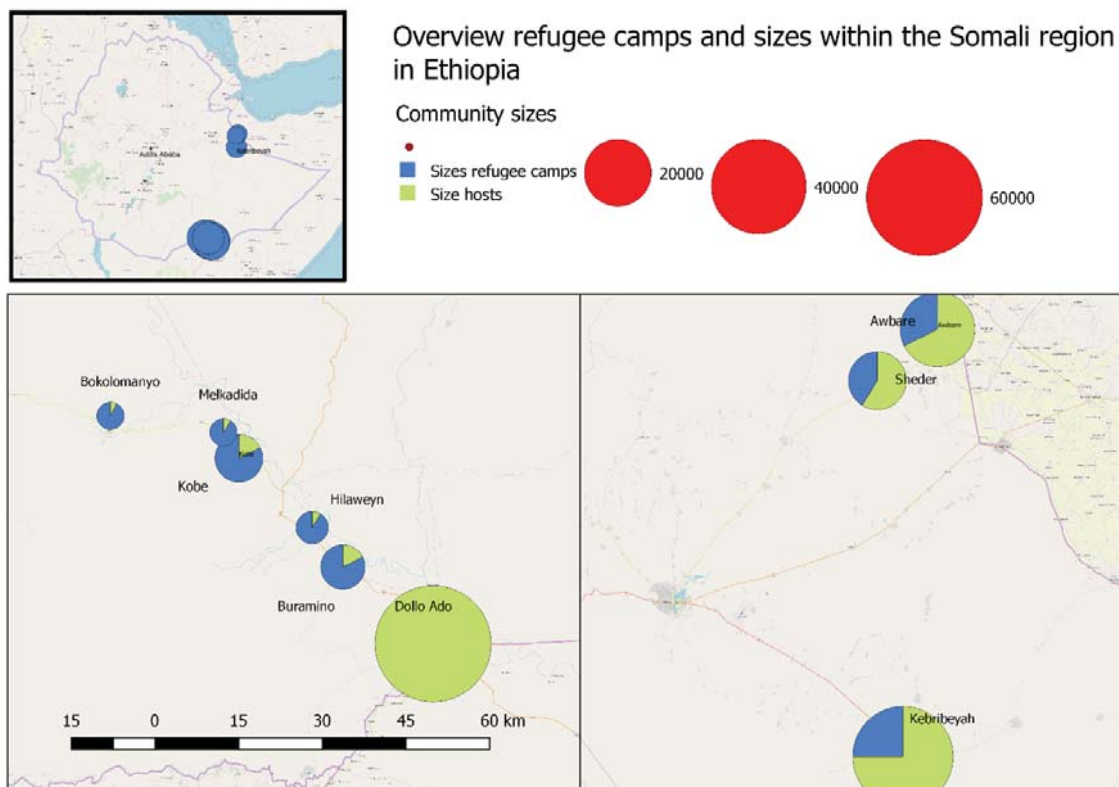 Overview refugee camps and sizes within the Somali region
in Ethiopia
Community sizes
Sizes refugee camps
Size hosts
20000
40000
60000
Addis Ababa
Kebribeyah
Bokolomanyo
Melkadida
Kobe
Hilaweyn
Buramino
Dollo Ado
15 0 15 30 45 60 km
Awbare
Awbare
Sheder
Kebribeyah